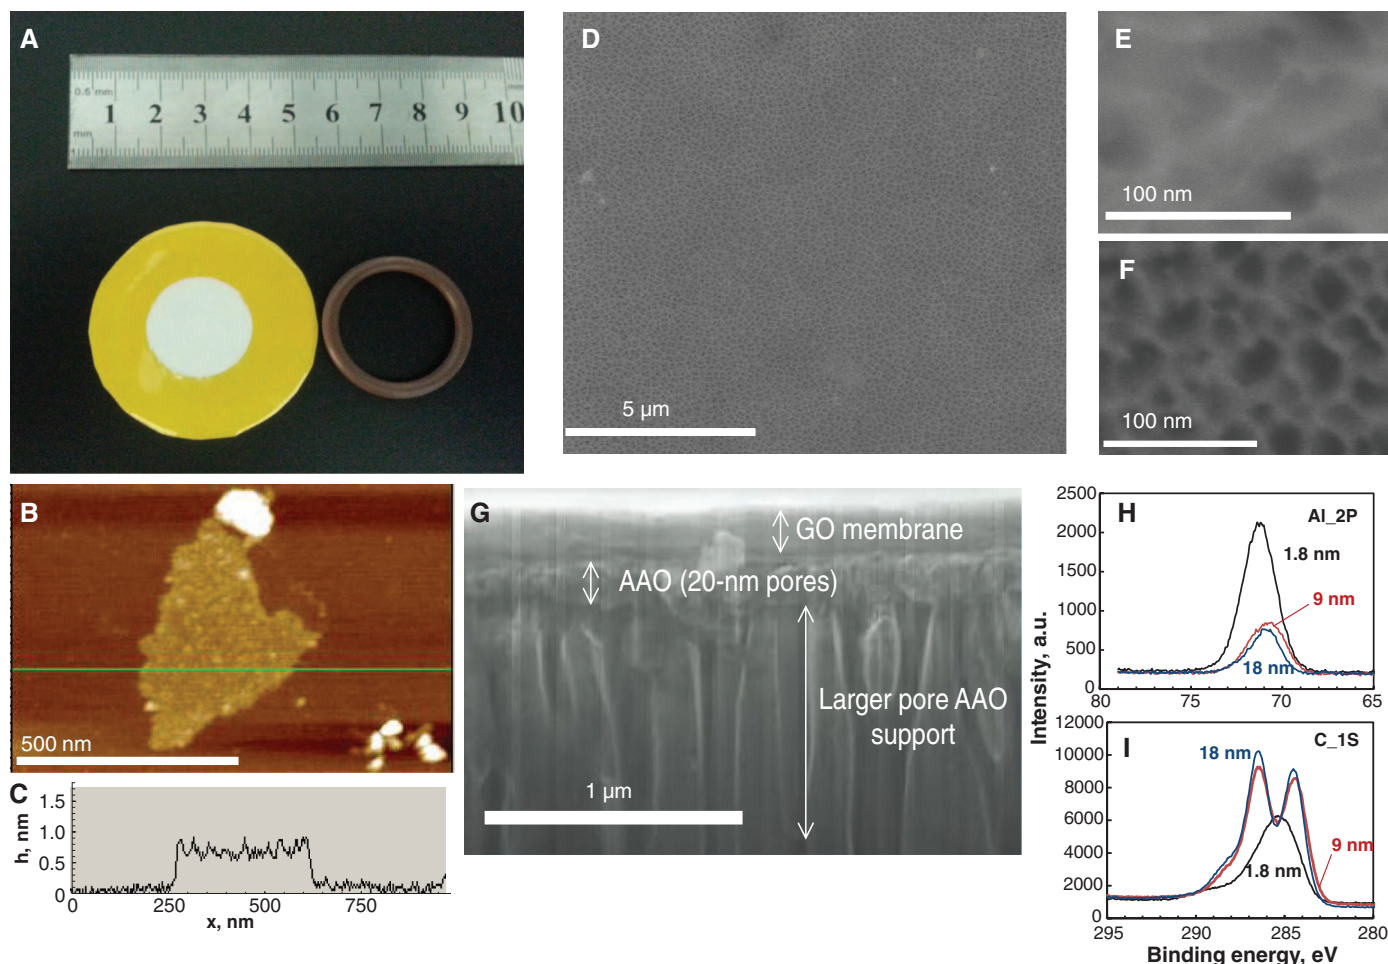 A
0.5 mm
mm
1 2 3 4 5 6 7 8 9 10
mm
B
500 nm
C
1.5
1.0
0.5
0
h, nm
0 250 500 750
x, nm
D
5 µm
E
100 nm
F
100 nm
G
GO membrane
AAO (20-nm pores)
Larger pore AAO
support
1 µm
H
Al_2P
2500
2000
1500
1000
500
0
1.8 nm
9 nm
18 nm
80 75 70 65
Intensity, a.u.
I
C_1S
12000
10000
8000
6000
4000
2000
0
18 nm
9 nm
1.8 nm
295 290 285 280
Binding energy, eV